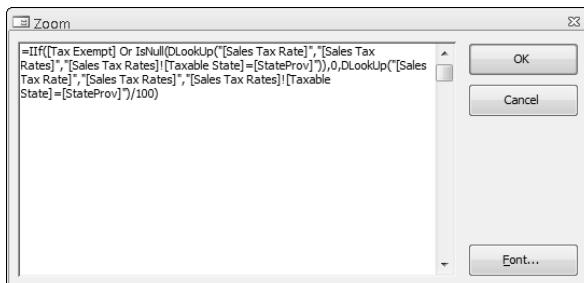 Zoom
=IIf([Tax Exempt] Or IsNull(DLookUp("[Sales Tax Rate]","[Sales Tax
Rates]","[Sales Tax Rates]![Taxable State]=[StateProv]")),0,DLookUp("[Sales
Tax Rate]","[Sales Tax Rates]","[Sales Tax Rates]![Taxable
State]=[StateProv]")/100)
OK
Cancel
Font...